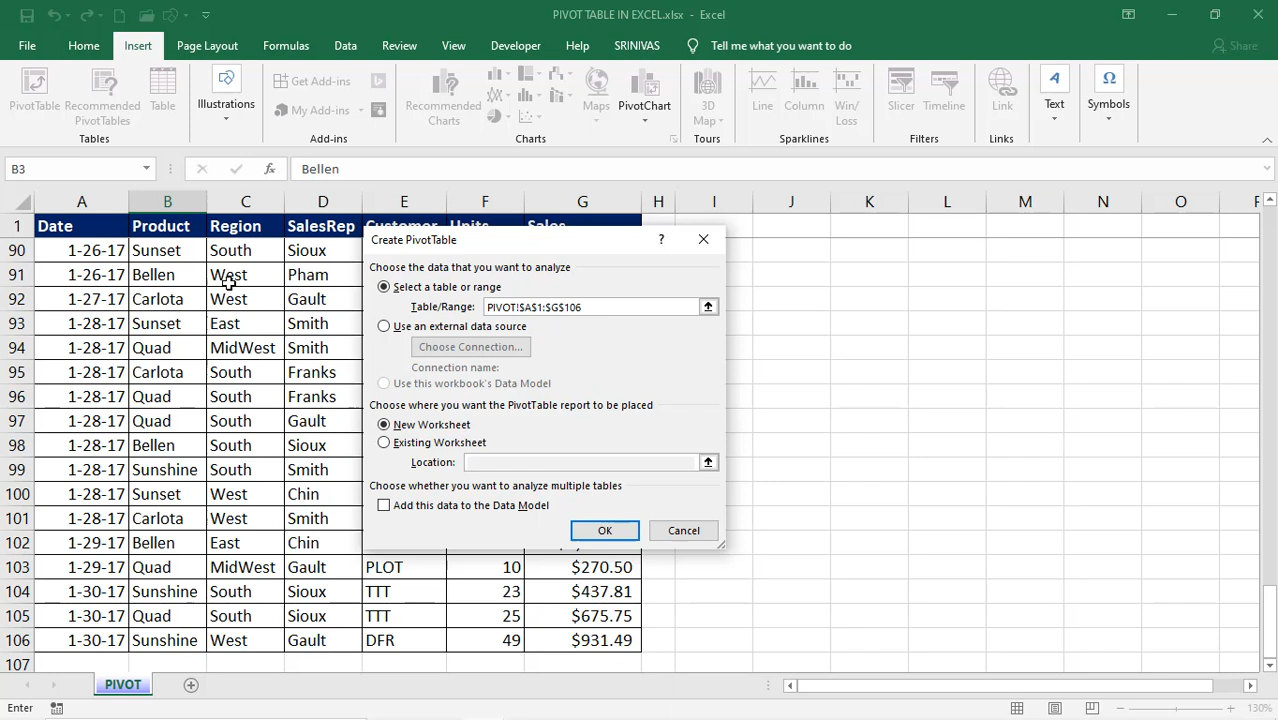 PIVOT TABLE IN EXCEL.xlsx - Excel
File Home Insert Page Layout Formulas Data Review View Developer Help SRINIVAS Tell me what you want to do Share
PivotTable Recommended PivotTables Table Illustrations Get Add-ins My Add-ins Recommended Charts Maps PivotChart 3D Map Line Column Win/Loss Slicer Timeline Link Text Symbols
Tables Add-ins Charts Tours Sparklines Filters Links
B3 fx Bellen
A B C D E F G H I J K L M N O
1 Date Product Region SalesRep Customer Units Sales
90 1-26-17 Sunset South Sioux
91 1-26-17 Bellen West Pham
92 1-27-17 Carlota West Gault
93 1-28-17 Sunset East Smith
94 1-28-17 Quad MidWest Smith
95 1-28-17 Carlota South Franks
96 1-28-17 Quad South Franks
97 1-28-17 Quad South Gault
98 1-28-17 Bellen South Sioux
99 1-28-17 Sunshine South Smith
100 1-28-17 Sunset West Chin
101 1-28-17 Carlota West Smith
102 1-29-17 Bellen East Chin
103 1-29-17 Quad MidWest Gault PLOT 10 $270.50
104 1-30-17 Sunshine South Sioux TTT 23 $437.81
105 1-30-17 Quad South Sioux TTT 25 $675.75
106 1-30-17 Sunshine West Gault DFR 49 $931.49
107
Create PivotTable ?
Choose the data that you want to analyze
Select a table or range
Table/Range: PIVOT!$A$1:$G$106
Use an external data source
Choose Connection...
Connection name:
Use this workbook's Data Model
Choose where you want the PivotTable report to be placed
New Worksheet
Existing Worksheet
Location:
Choose whether you want to analyze multiple tables
Add this data to the Data Model
OK Cancel
PIVOT
Enter 130%